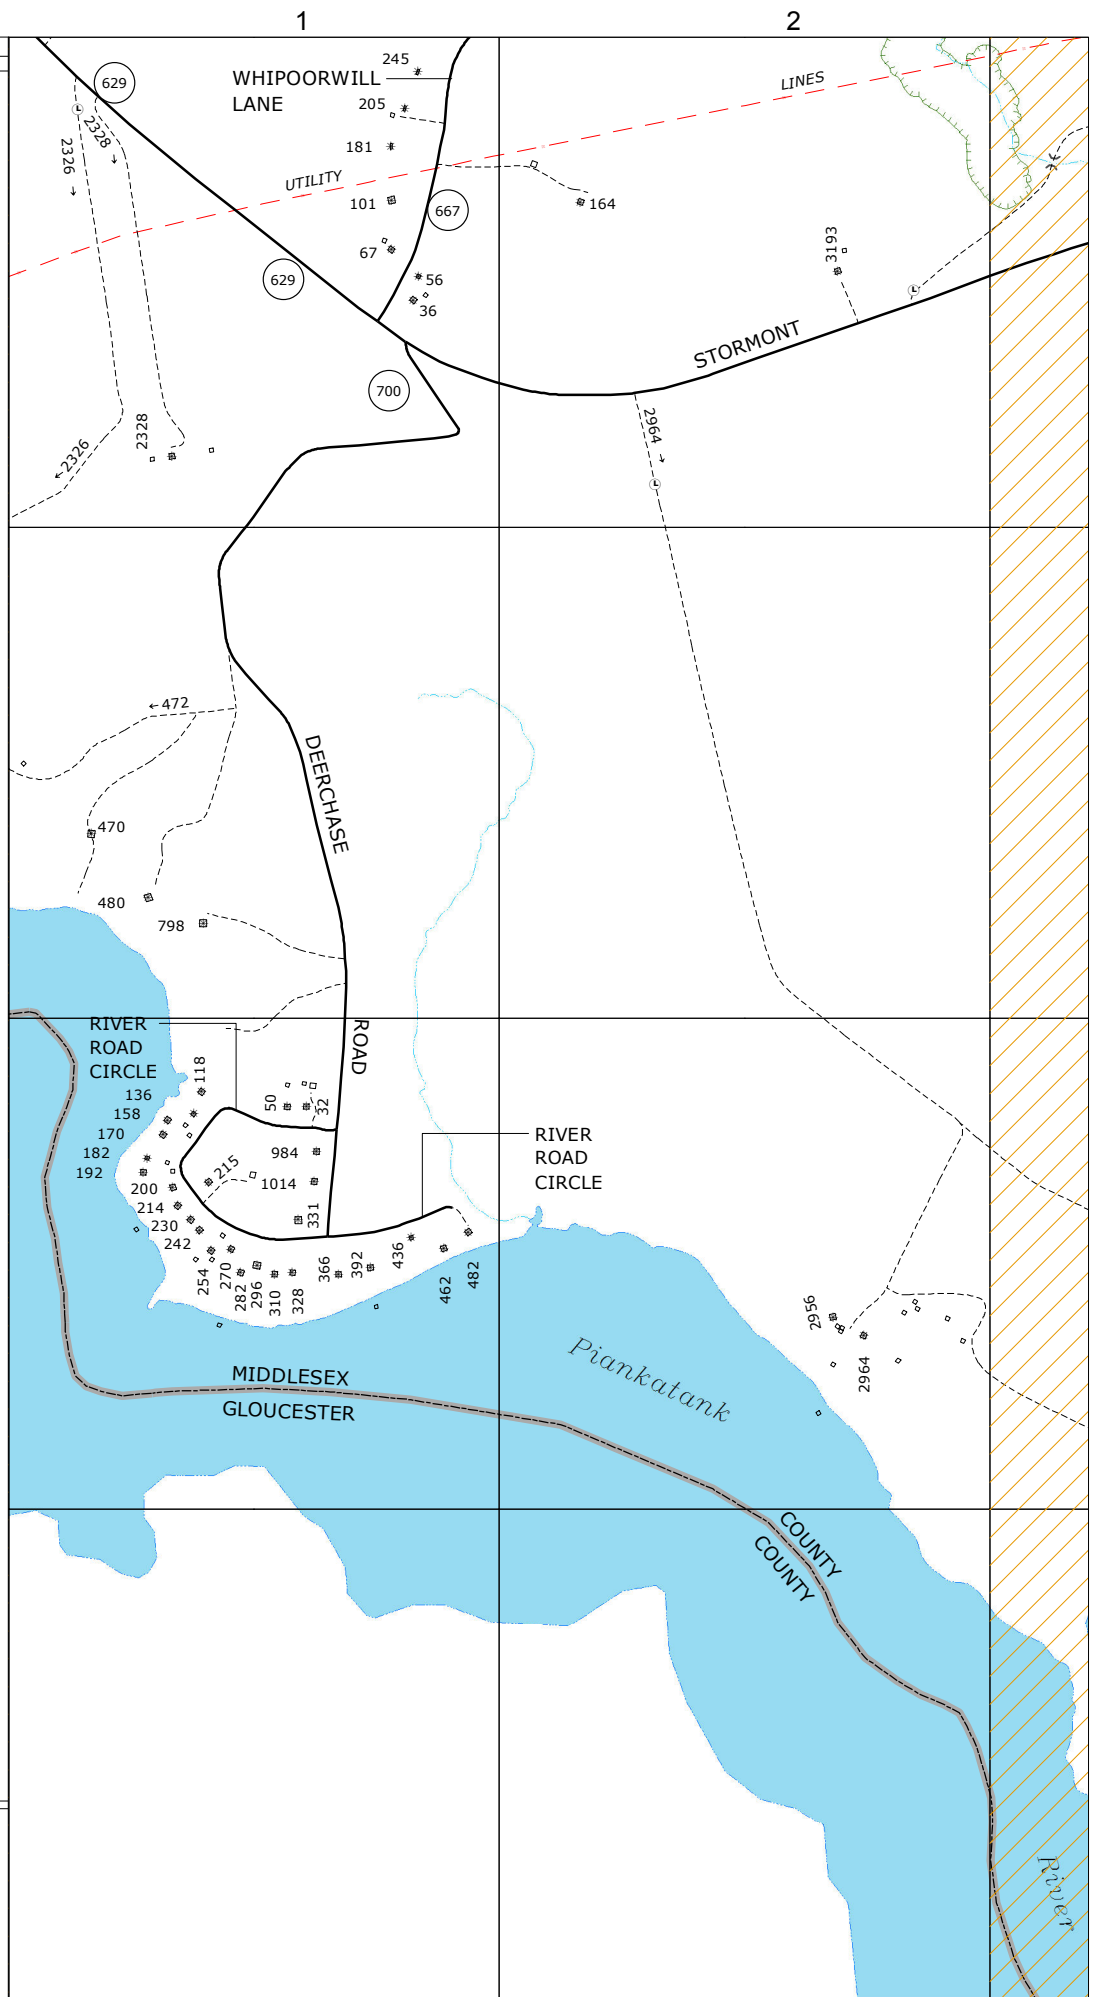 1
2
629
WHIPOORWILL
LANE
245
205
181
101
67
56
36
LINES
UTILITY
2328
2326
667
164
3193
629
STORMONT
700
2964
2328
2326
472
DEERCHASE
ROAD
470
480
798
RIVER
ROAD
CIRCLE
118
136
158
170
182
192
200
214
230
242
254
270
282
296
310
328
366
392
436
462
482
50
32
984
1014
215
331
RIVER
ROAD
CIRCLE
2956
2964
Piankatank
River
MIDDLESEX
GLOUCESTER
COUNTY
COUNTY
L
L
L